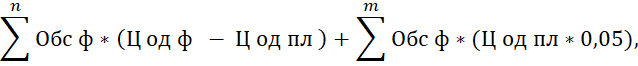 n m
∑ Обс ф ∗ (Ц од ф − Ц од пл ) + ∑ Обс ф ∗ (Ц од пл ∗ 0,05),